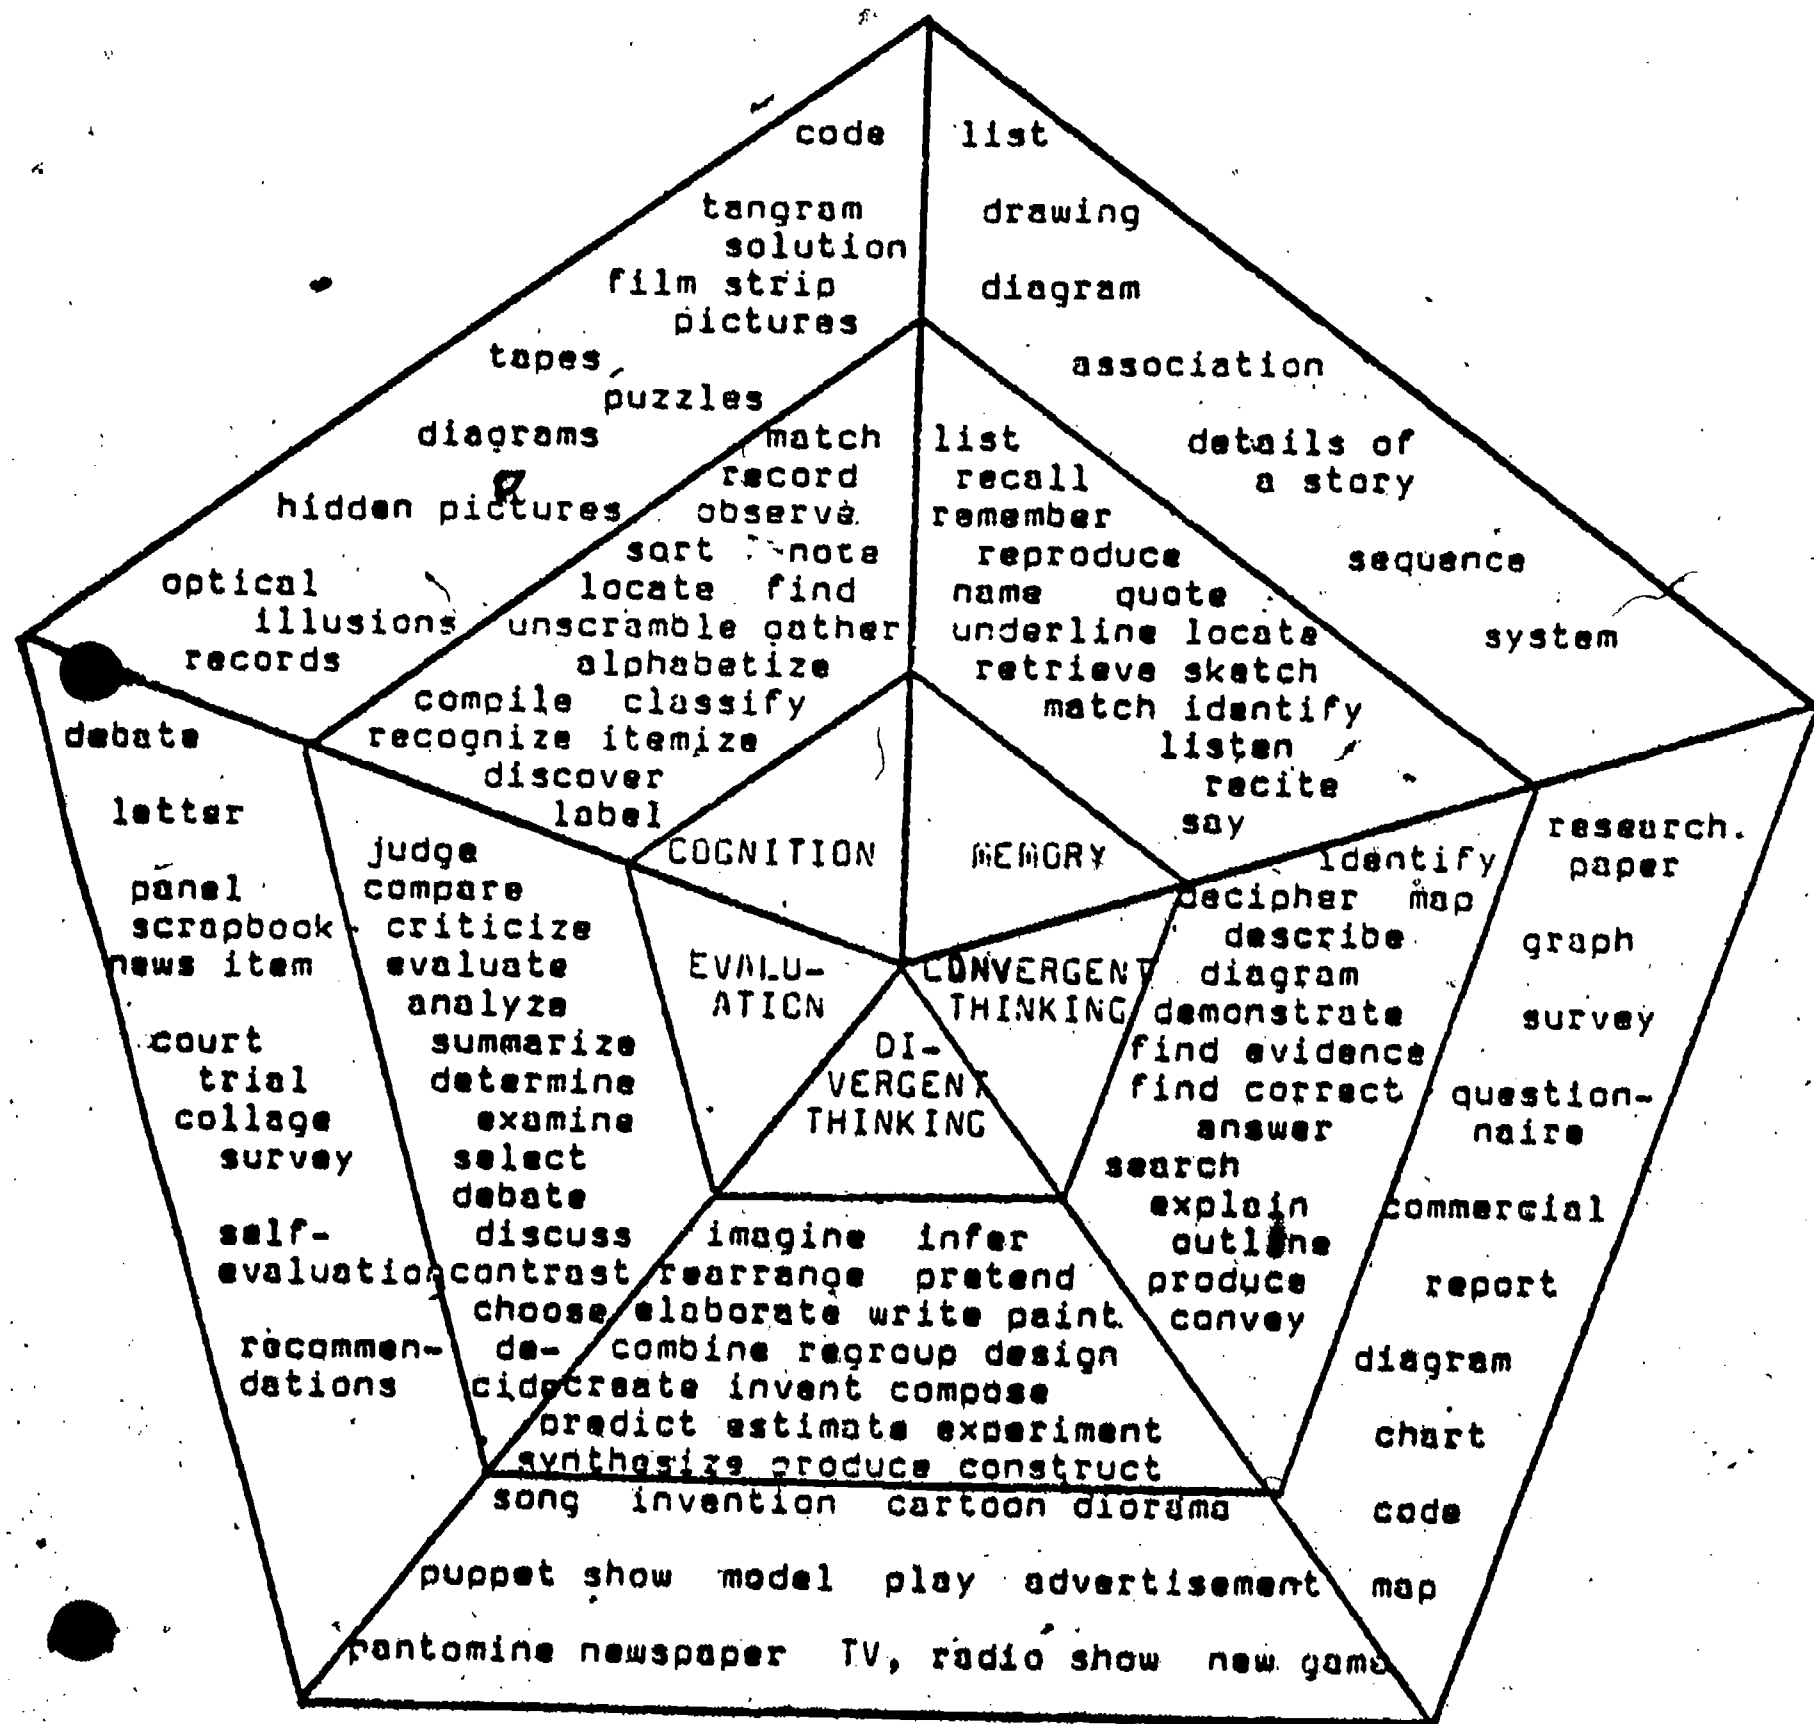 code list
tangram drawing
solution
film strip diagram
pictures
tapes association
puzzles
diagrams match list details of
record recall a story
hidden pictures observe remember
sort note reproduce sequence
optical locate find name quote
illusions unscramble gather underline locate system
records alphabetize retrieve sketch
compile classify match identify
debate recognize itemize listen
discover recite
letter label say research.
judge COGNITION MEMORY identify paper
panel compare decipher map
scrapbook criticize describe graph
news item evaluate EVALU- CONVERGENT diagram
analyze ATION THINKING demonstrate survey
court summarize DI- find evidence
trial determine VERGENT find correct question-
collage examine THINKING answer naire
survey select search
debate explain commercial
self- discuss imagine infer outline
evaluation contrast rearrange pretend produce report
choose elaborate write paint convey
recommen- de- combine regroup design diagram
dations cide create invent compose
predict estimate experiment chart
synthesize produce construct
song invention cartoon diorama code
puppet show model play advertisement map
pantomine newspaper TV, radio show new game